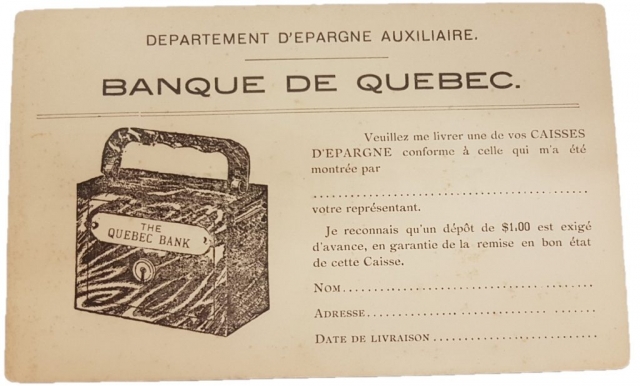 DEPARTEMENT D'EPARGNE AUXILIAIRE.
BANQUE DE QUEBEC.
THE
QUEBEC BANK
Veuillez me livrer une de vos CAISSES
D'EPARGNE conforme à celle qui m'a été
montrée par
........................................
votre représentant.
Je reconnais qu'un dépôt de $1.00 est exigé
d'avance, en garantie de la remise en bon état
de cette Caisse.
NOM........................................
ADRESSE....................................
DATE DE LIVRAISON..........................